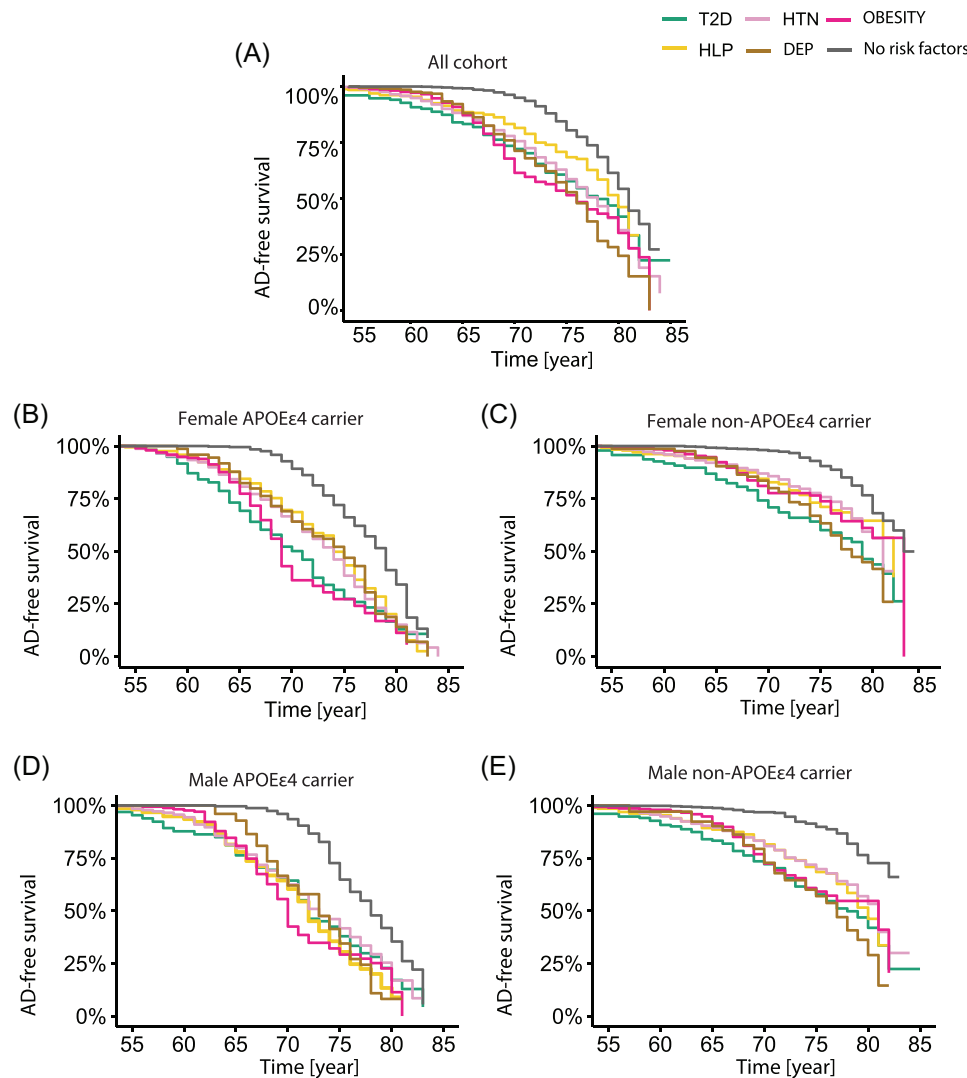 T2D HTN OBESITY
HLP DEP No risk factors
(A)
All cohort
AD-free survival
100%
75%
50%
25%
0%
55 60 65 70 75 80 85
Time [year]
(B)
Female APOEε4 carrier
AD-free survival
100%
75%
50%
25%
0%
55 60 65 70 75 80 85
Time [year]
(C)
Female non-APOEε4 carrier
AD-free survival
100%
75%
50%
25%
0%
55 60 65 70 75 80 85
Time [year]
(D)
Male APOEε4 carrier
AD-free survival
100%
75%
50%
25%
0%
55 60 65 70 75 80 85
Time [year]
(E)
Male non-APOEε4 carrier
AD-free survival
100%
75%
50%
25%
0%
55 60 65 70 75 80 85
Time [year]